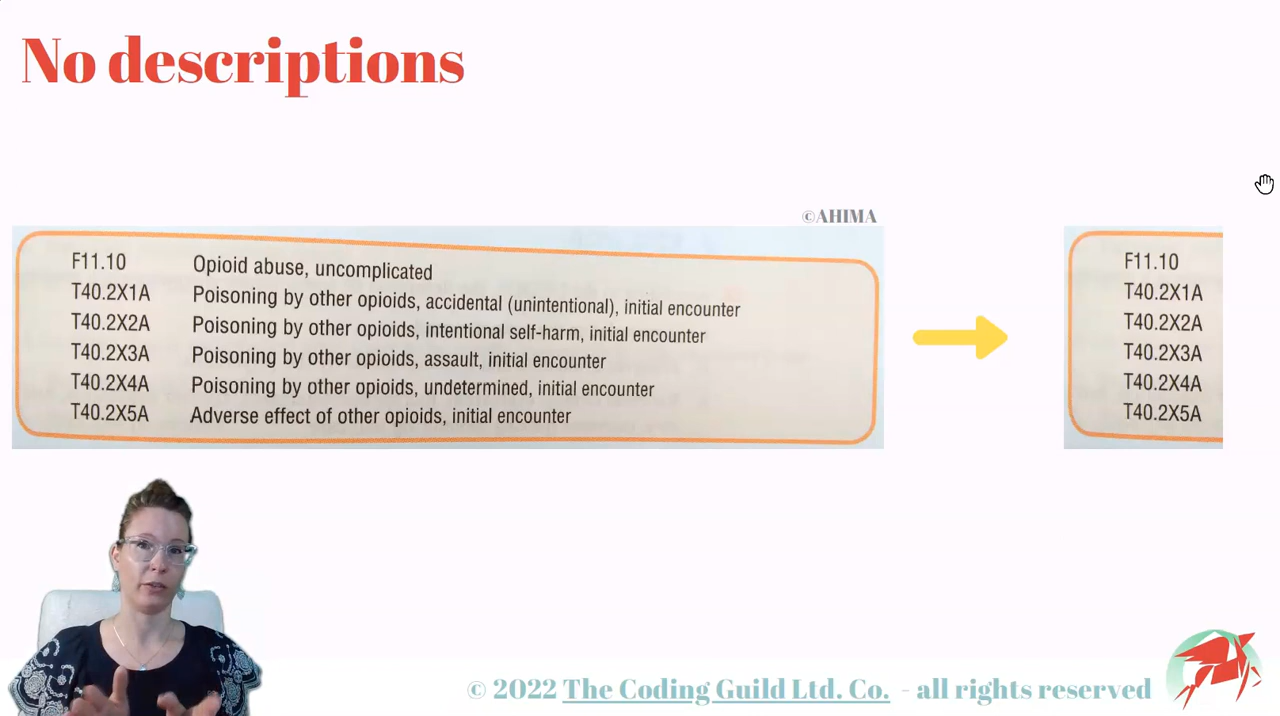 No descriptions
©AHIMA
F11.10 Opioid abuse, uncomplicated
T40.2X1A Poisoning by other opioids, accidental (unintentional), initial encounter
T40.2X2A Poisoning by other opioids, intentional self-harm, initial encounter
T40.2X3A Poisoning by other opioids, assault, initial encounter
T40.2X4A Poisoning by other opioids, undetermined, initial encounter
T40.2X5A Adverse effect of other opioids, initial encounter
F11.10
T40.2X1A
T40.2X2A
T40.2X3A
T40.2X4A
T40.2X5A
© 2022 The Coding Guild Ltd. Co. - all rights reserved